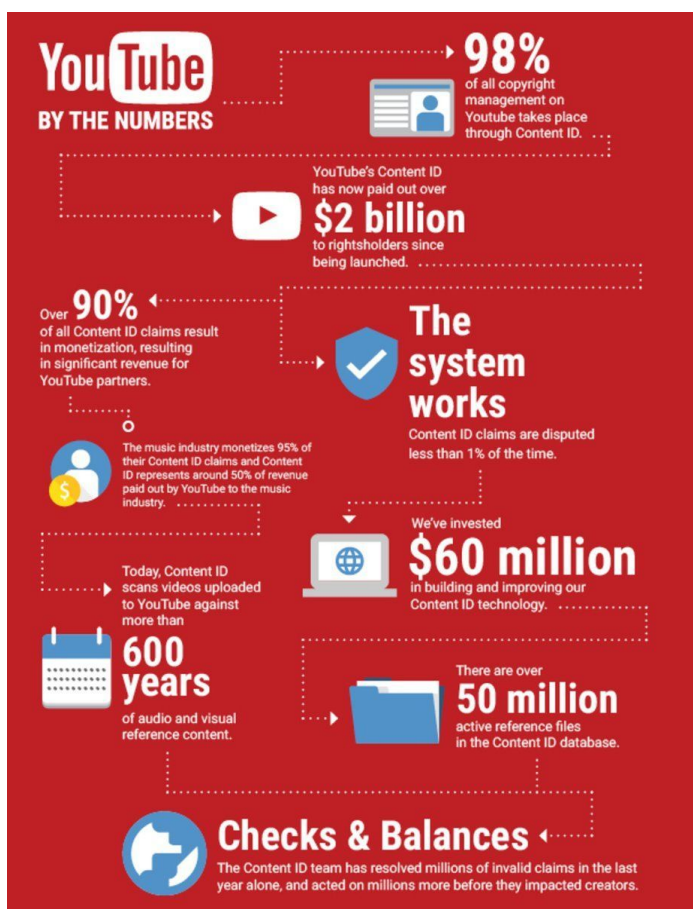 YouTube
BY THE NUMBERS
98%
of all copyright
management on
Youtube takes place
through Content ID.
YouTube's Content ID
has now paid out over
$2 billion
to rightsholders since
being launched.
Over 90%
of all Content ID claims result
in monetization, resulting
in significant revenue for
YouTube partners.
The
system
works
Content ID claims are disputed
less than 1% of the time.
The music industry monetizes 95% of
their Content ID claims and Content
ID represents around 50% of revenue
paid out by YouTube to the music
industry.
$
We've invested
$60 million
in building and improving our
Content ID technology.
Today, Content ID
scans videos uploaded
to YouTube against
more than
600
years
of audio and visual
reference content.
There are over
50 million
active reference files
in the Content ID database.
Checks & Balances
The Content ID team has resolved millions of invalid claims in the last
year alone, and acted on millions more before they impacted creators.